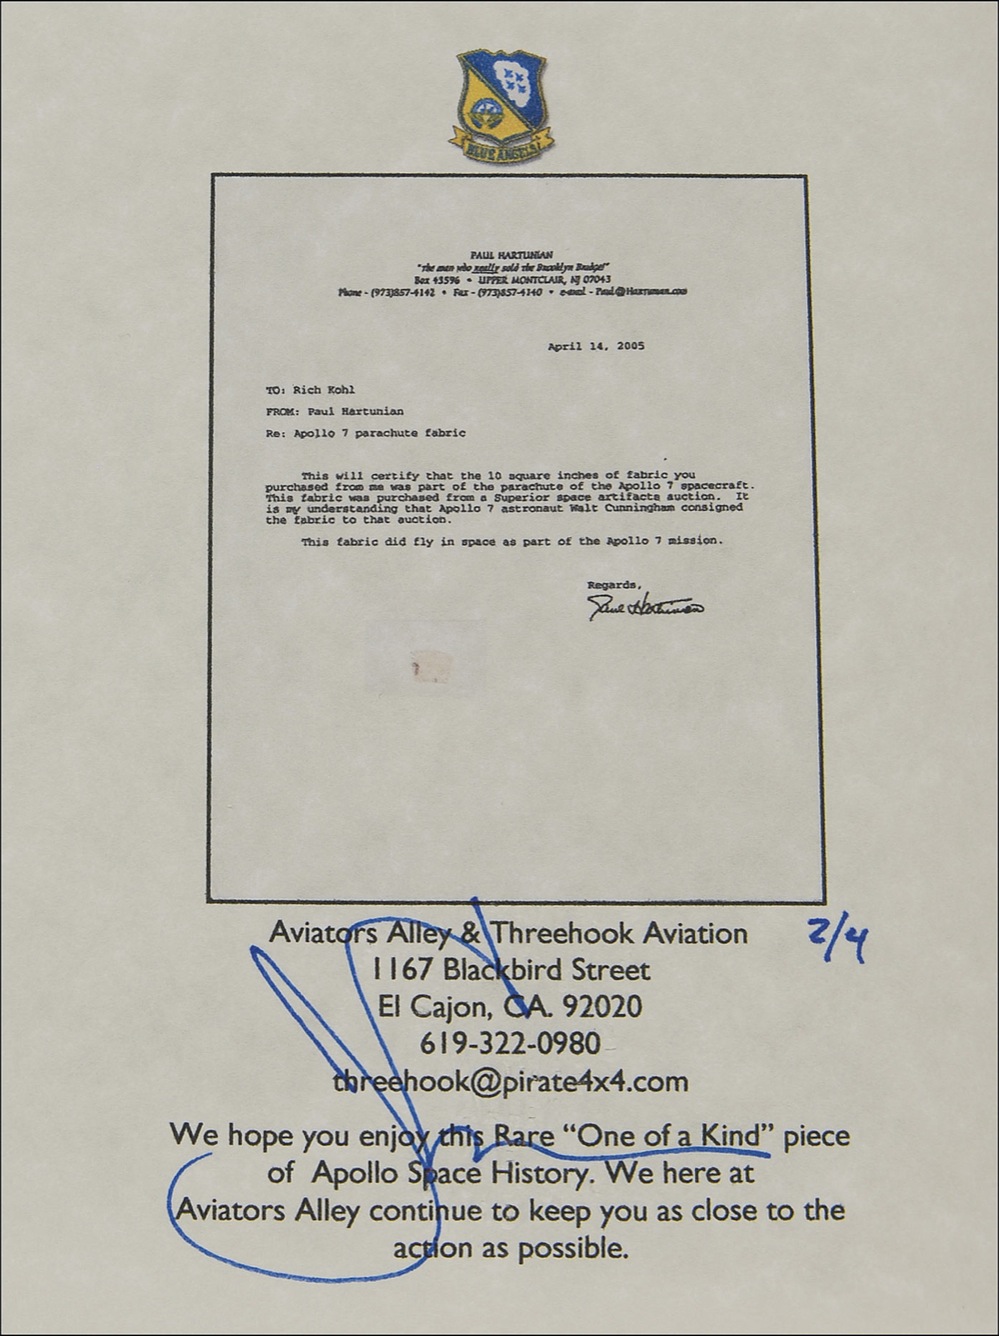 BLUE ANGELS
PAUL HARTUNIAN
"the man who really sold the Brooklyn Bridge!"
Box 43596 • UPPER MONTCLAIR, NJ 07043
Phone - (973)857-4142 • Fax - (973)857-4140 • e-mail - Paul@Hartunian.com
April 14, 2005
TO: Rich Kohl
FROM: Paul Hartunian
Re: Apollo 7 parachute fabric
This will certify that the 10 square inches of fabric you
purchased from me was part of the parachute of the Apollo 7 spacecraft.
This fabric was purchased from a Superior space artifacts auction. It
is my understanding that Apollo 7 astronaut Walt Cunningham consigned
the fabric to that auction.
This fabric did fly in space as part of the Apollo 7 mission.
Regards,
Paul Hartunian
Aviators Alley & Threehook Aviation 2/4
1167 Blackbird Street
El Cajon, CA. 92020
619-322-0980
threehook@pirate4x4.com
We hope you enjoy this Rare “One of a Kind” piece
of Apollo Space History. We here at
Aviators Alley continue to keep you as close to the
action as possible.